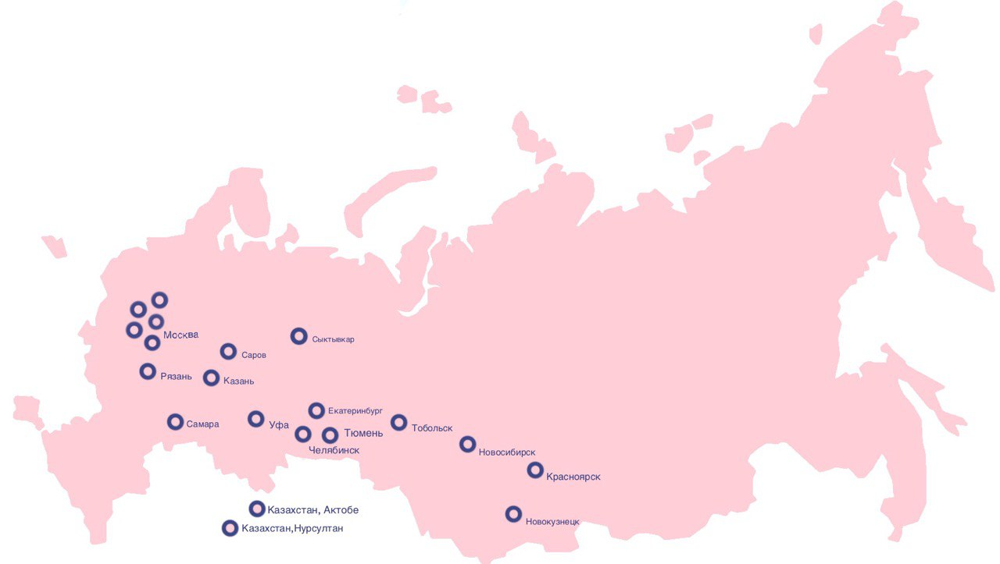 Москва
Сыктывкар
Саров
Рязань
Казань
Екатеринбург
Самара
Уфа
Тюмень
Тобольск
Челябинск
Новосибирск
Красноярск
Казахстан, Актобе
Новокузнецк
Казахстан,Нурсултан